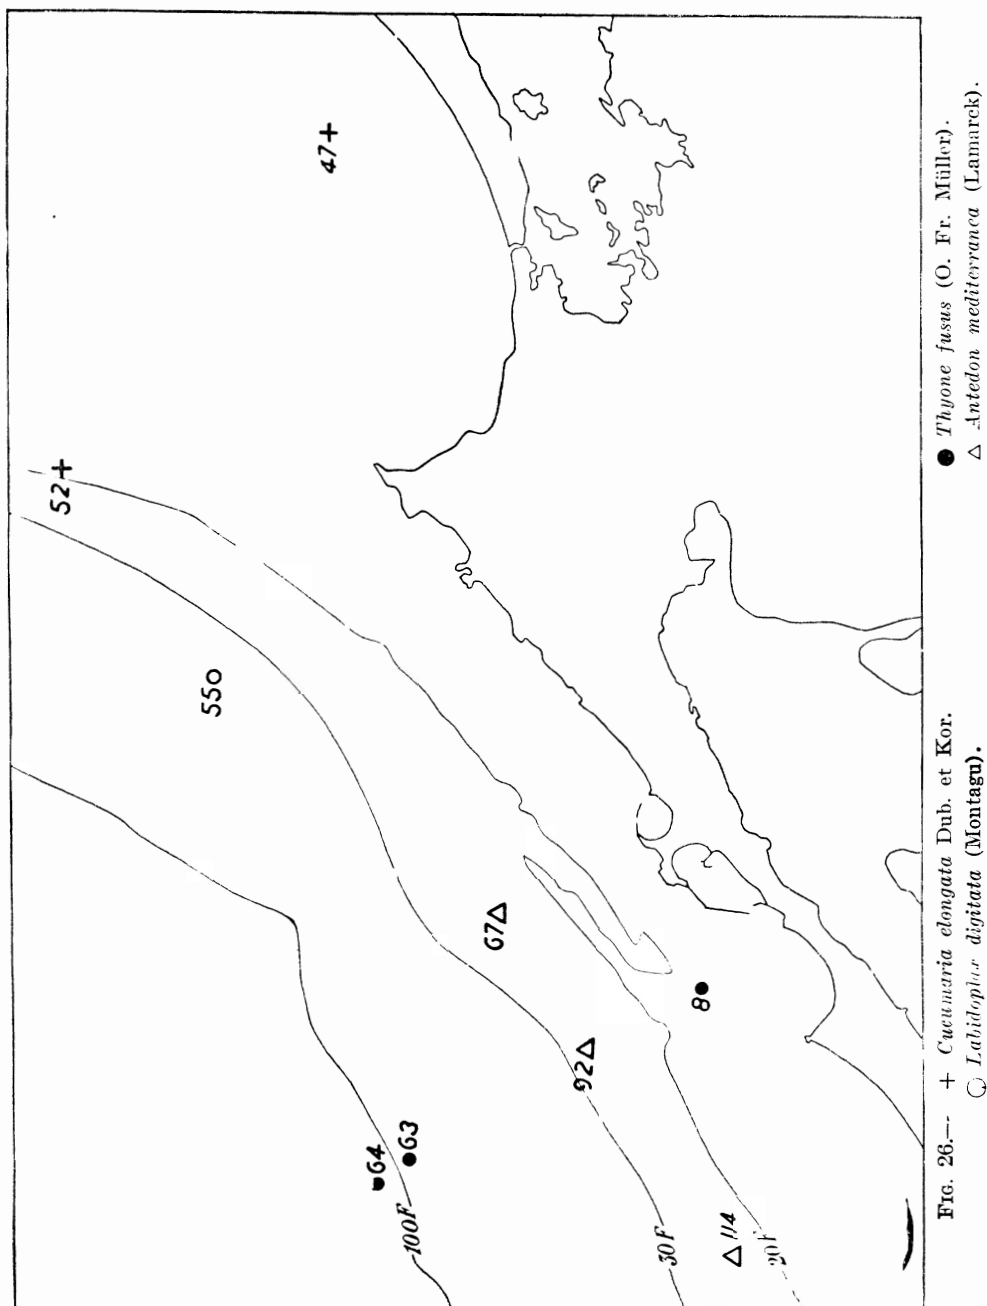 47+
52+
55○
67△
8●
92△
●64
●63
100F
30F
△114
20F
FIG. 26.— + Cucumaria elongata Dub. et Kor.
● Thyone fusus (O. Fr. Müller).
○ Labidoplax digitata (Montagu).
△ Antedon mediterranea (Lamarck).